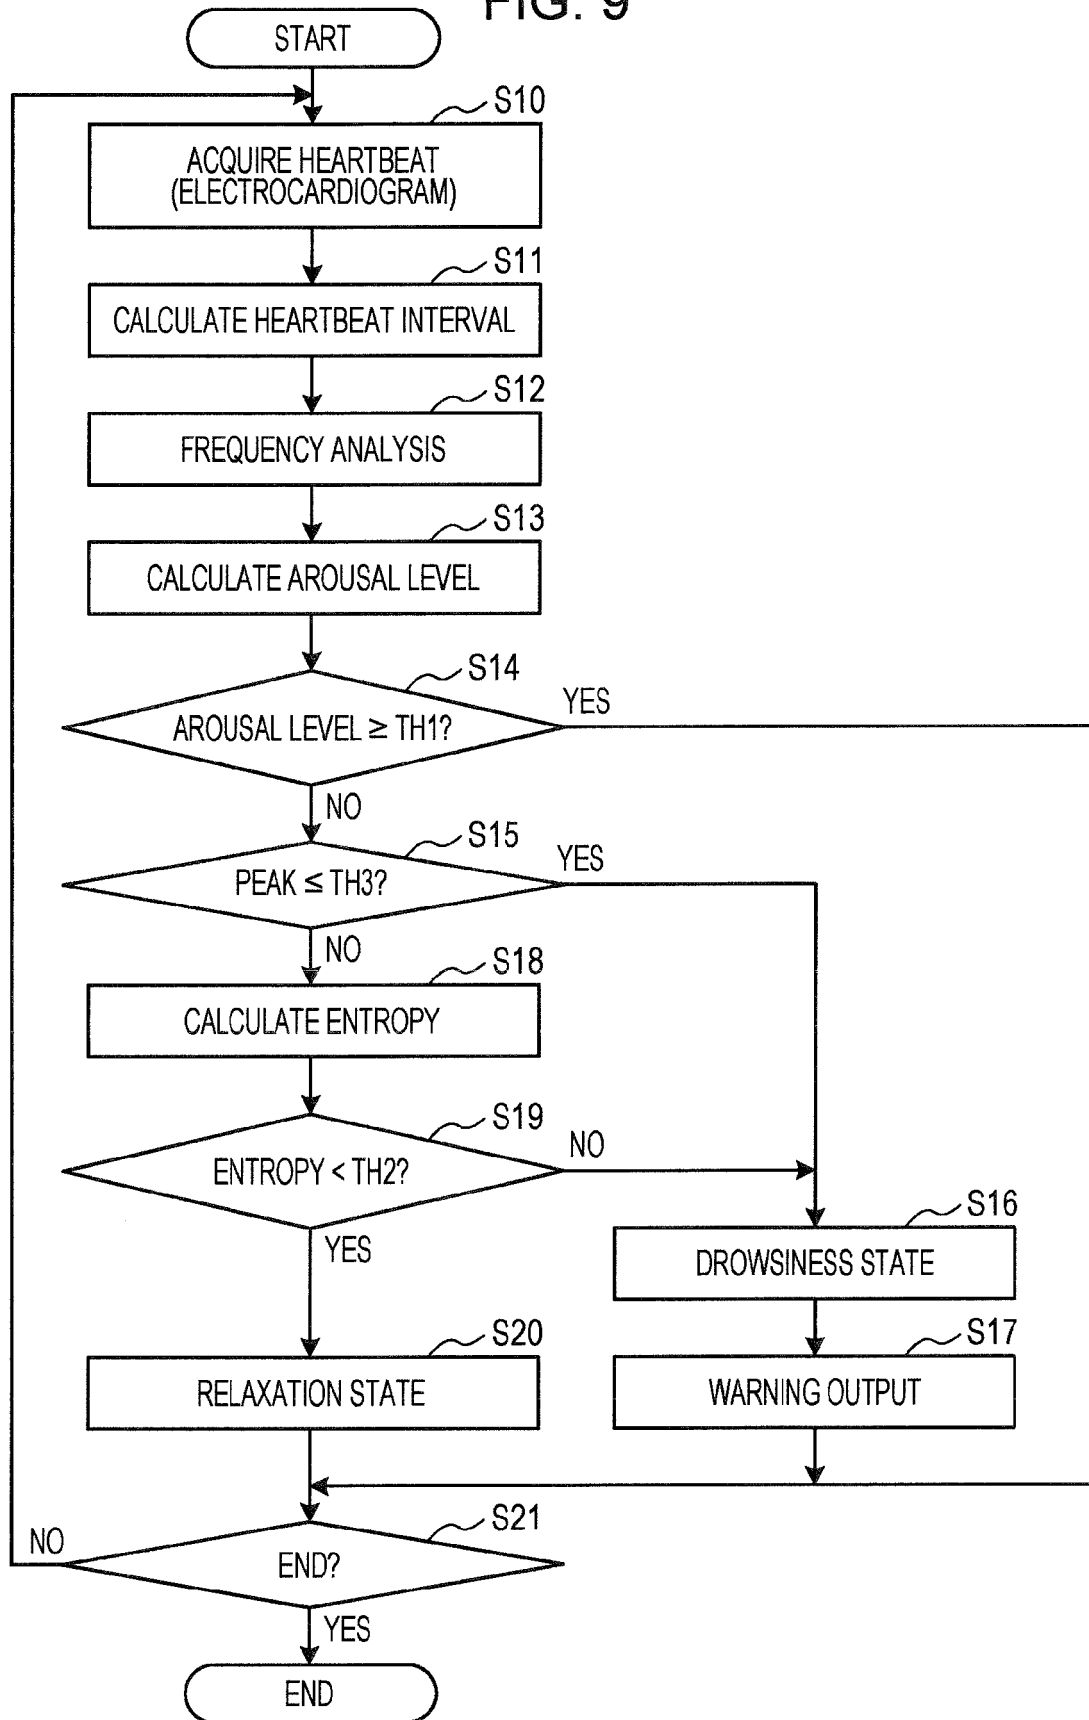 FIG. 9
START
S10
ACQUIRE HEARTBEAT
(ELECTROCARDIOGRAM)
S11
CALCULATE HEARTBEAT INTERVAL
S12
FREQUENCY ANALYSIS
S13
CALCULATE AROUSAL LEVEL
S14
AROUSAL LEVEL ≥ TH1?
YES
NO
S15
PEAK ≤ TH3?
YES
NO
S18
CALCULATE ENTROPY
S19
ENTROPY < TH2?
NO
YES
S16
DROWSINESS STATE
S20
RELAXATION STATE
S17
WARNING OUTPUT
S21
END?
NO
YES
END